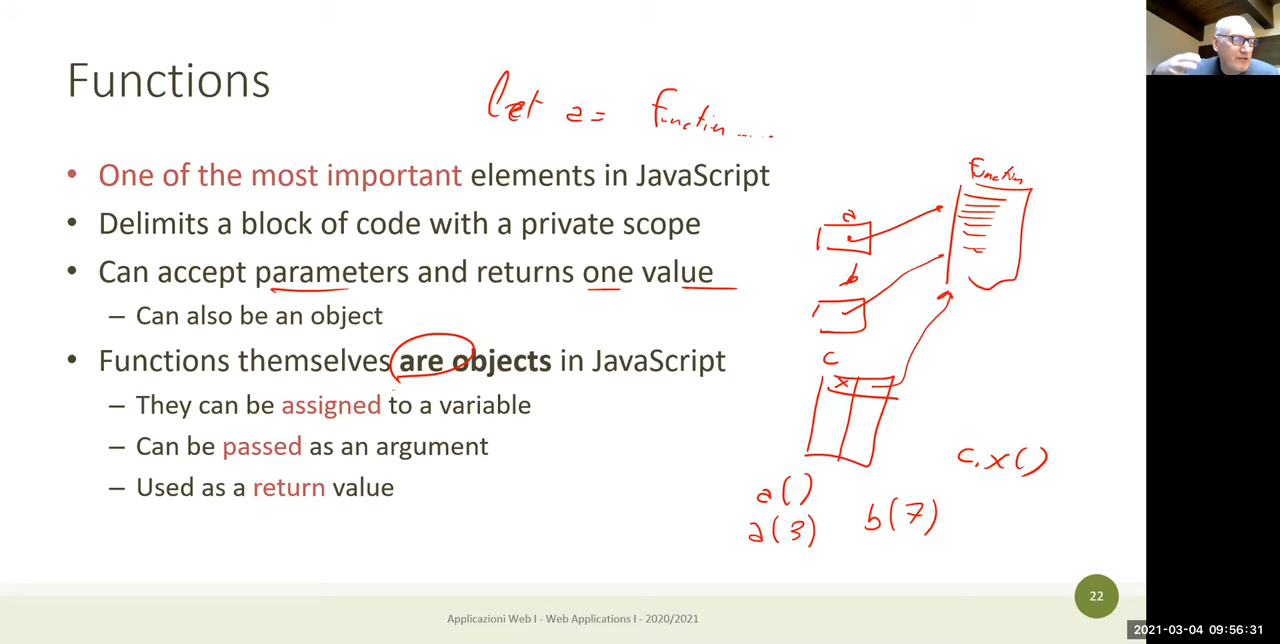 Functions
let a = Function ....
• One of the most important elements in JavaScript
• Delimits a block of code with a private scope
• Can accept parameters and returns one value
– Can also be an object
• Functions themselves are objects in JavaScript
– They can be assigned to a variable
– Can be passed as an argument
– Used as a return value
Function
a
b
c
x
c.x()
a()
a(3)
b(7)
22
Applicazioni Web I - Web Applications I - 2020/2021
2021-03-04 09:56:31